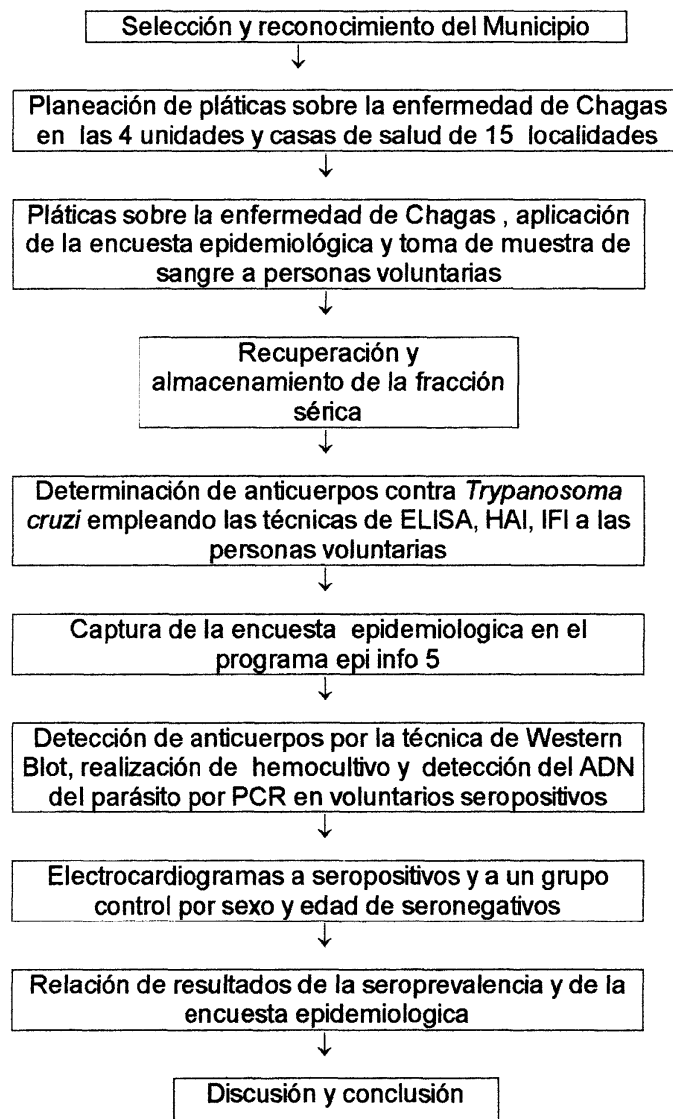 Selección y reconocimiento del Municipio
↓
Planeación de pláticas sobre la enfermedad de Chagas
en las 4 unidades y casas de salud de 15 localidades
↓
Pláticas sobre la enfermedad de Chagas , aplicación
de la encuesta epidemiológica y toma de muestra de
sangre a personas voluntarias
↓
Recuperación y
almacenamiento de la fracción
sérica
↓
Determinación de anticuerpos contra Trypanosoma
cruzi empleando las técnicas de ELISA, HAI, IFI a las
personas voluntarias
↓
Captura de la encuesta epidemiologica en el
programa epi info 5
↓
Detección de anticuerpos por la técnica de Western
Blot, realización de hemocultivo y detección del ADN
del parásito por PCR en voluntarios seropositivos
↓
Electrocardiogramas a seropositivos y a un grupo
control por sexo y edad de seronegativos
↓
Relación de resultados de la seroprevalencia y de la
encuesta epidemiologica
↓
Discusión y conclusión